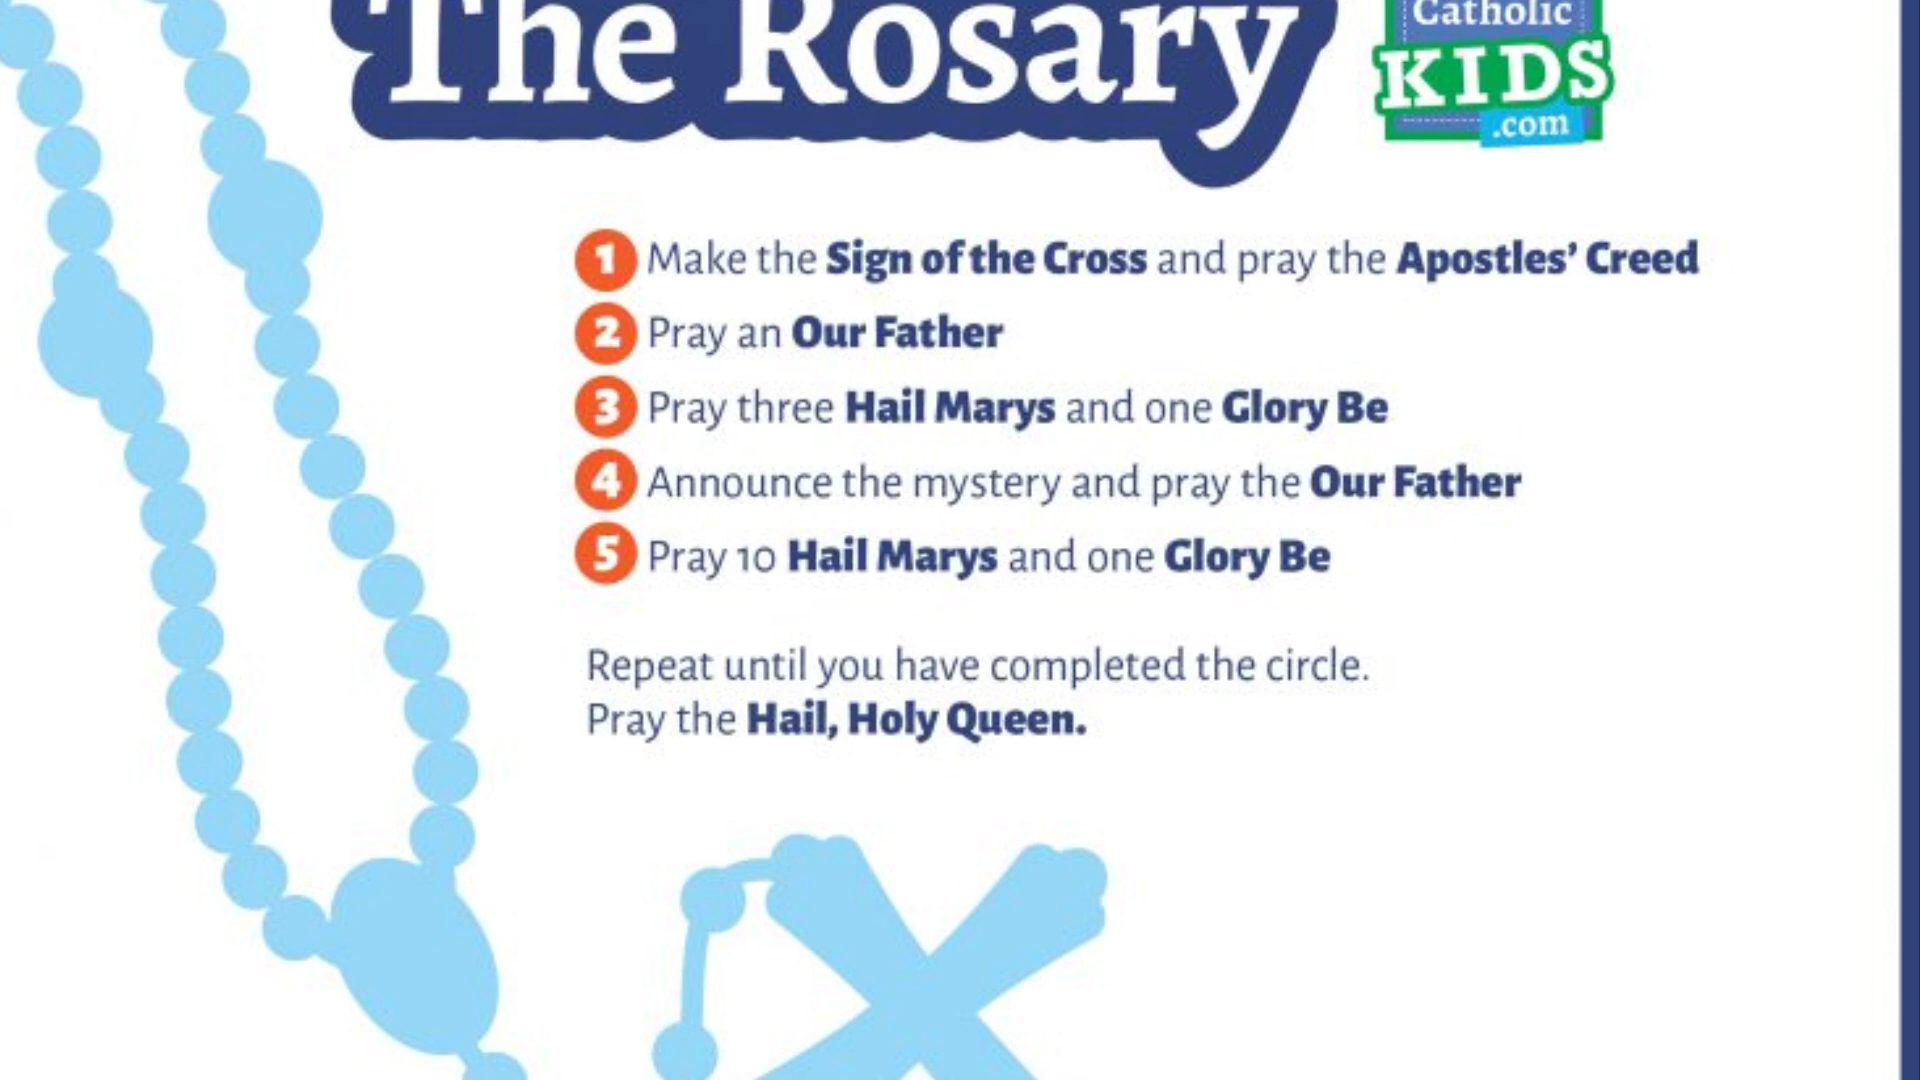 The Rosary
Catholic
KIDS
.com
1 Make the Sign of the Cross and pray the Apostles’ Creed
2 Pray an Our Father
3 Pray three Hail Marys and one Glory Be
4 Announce the mystery and pray the Our Father
5 Pray 10 Hail Marys and one Glory Be
Repeat until you have completed the circle.
Pray the Hail, Holy Queen.